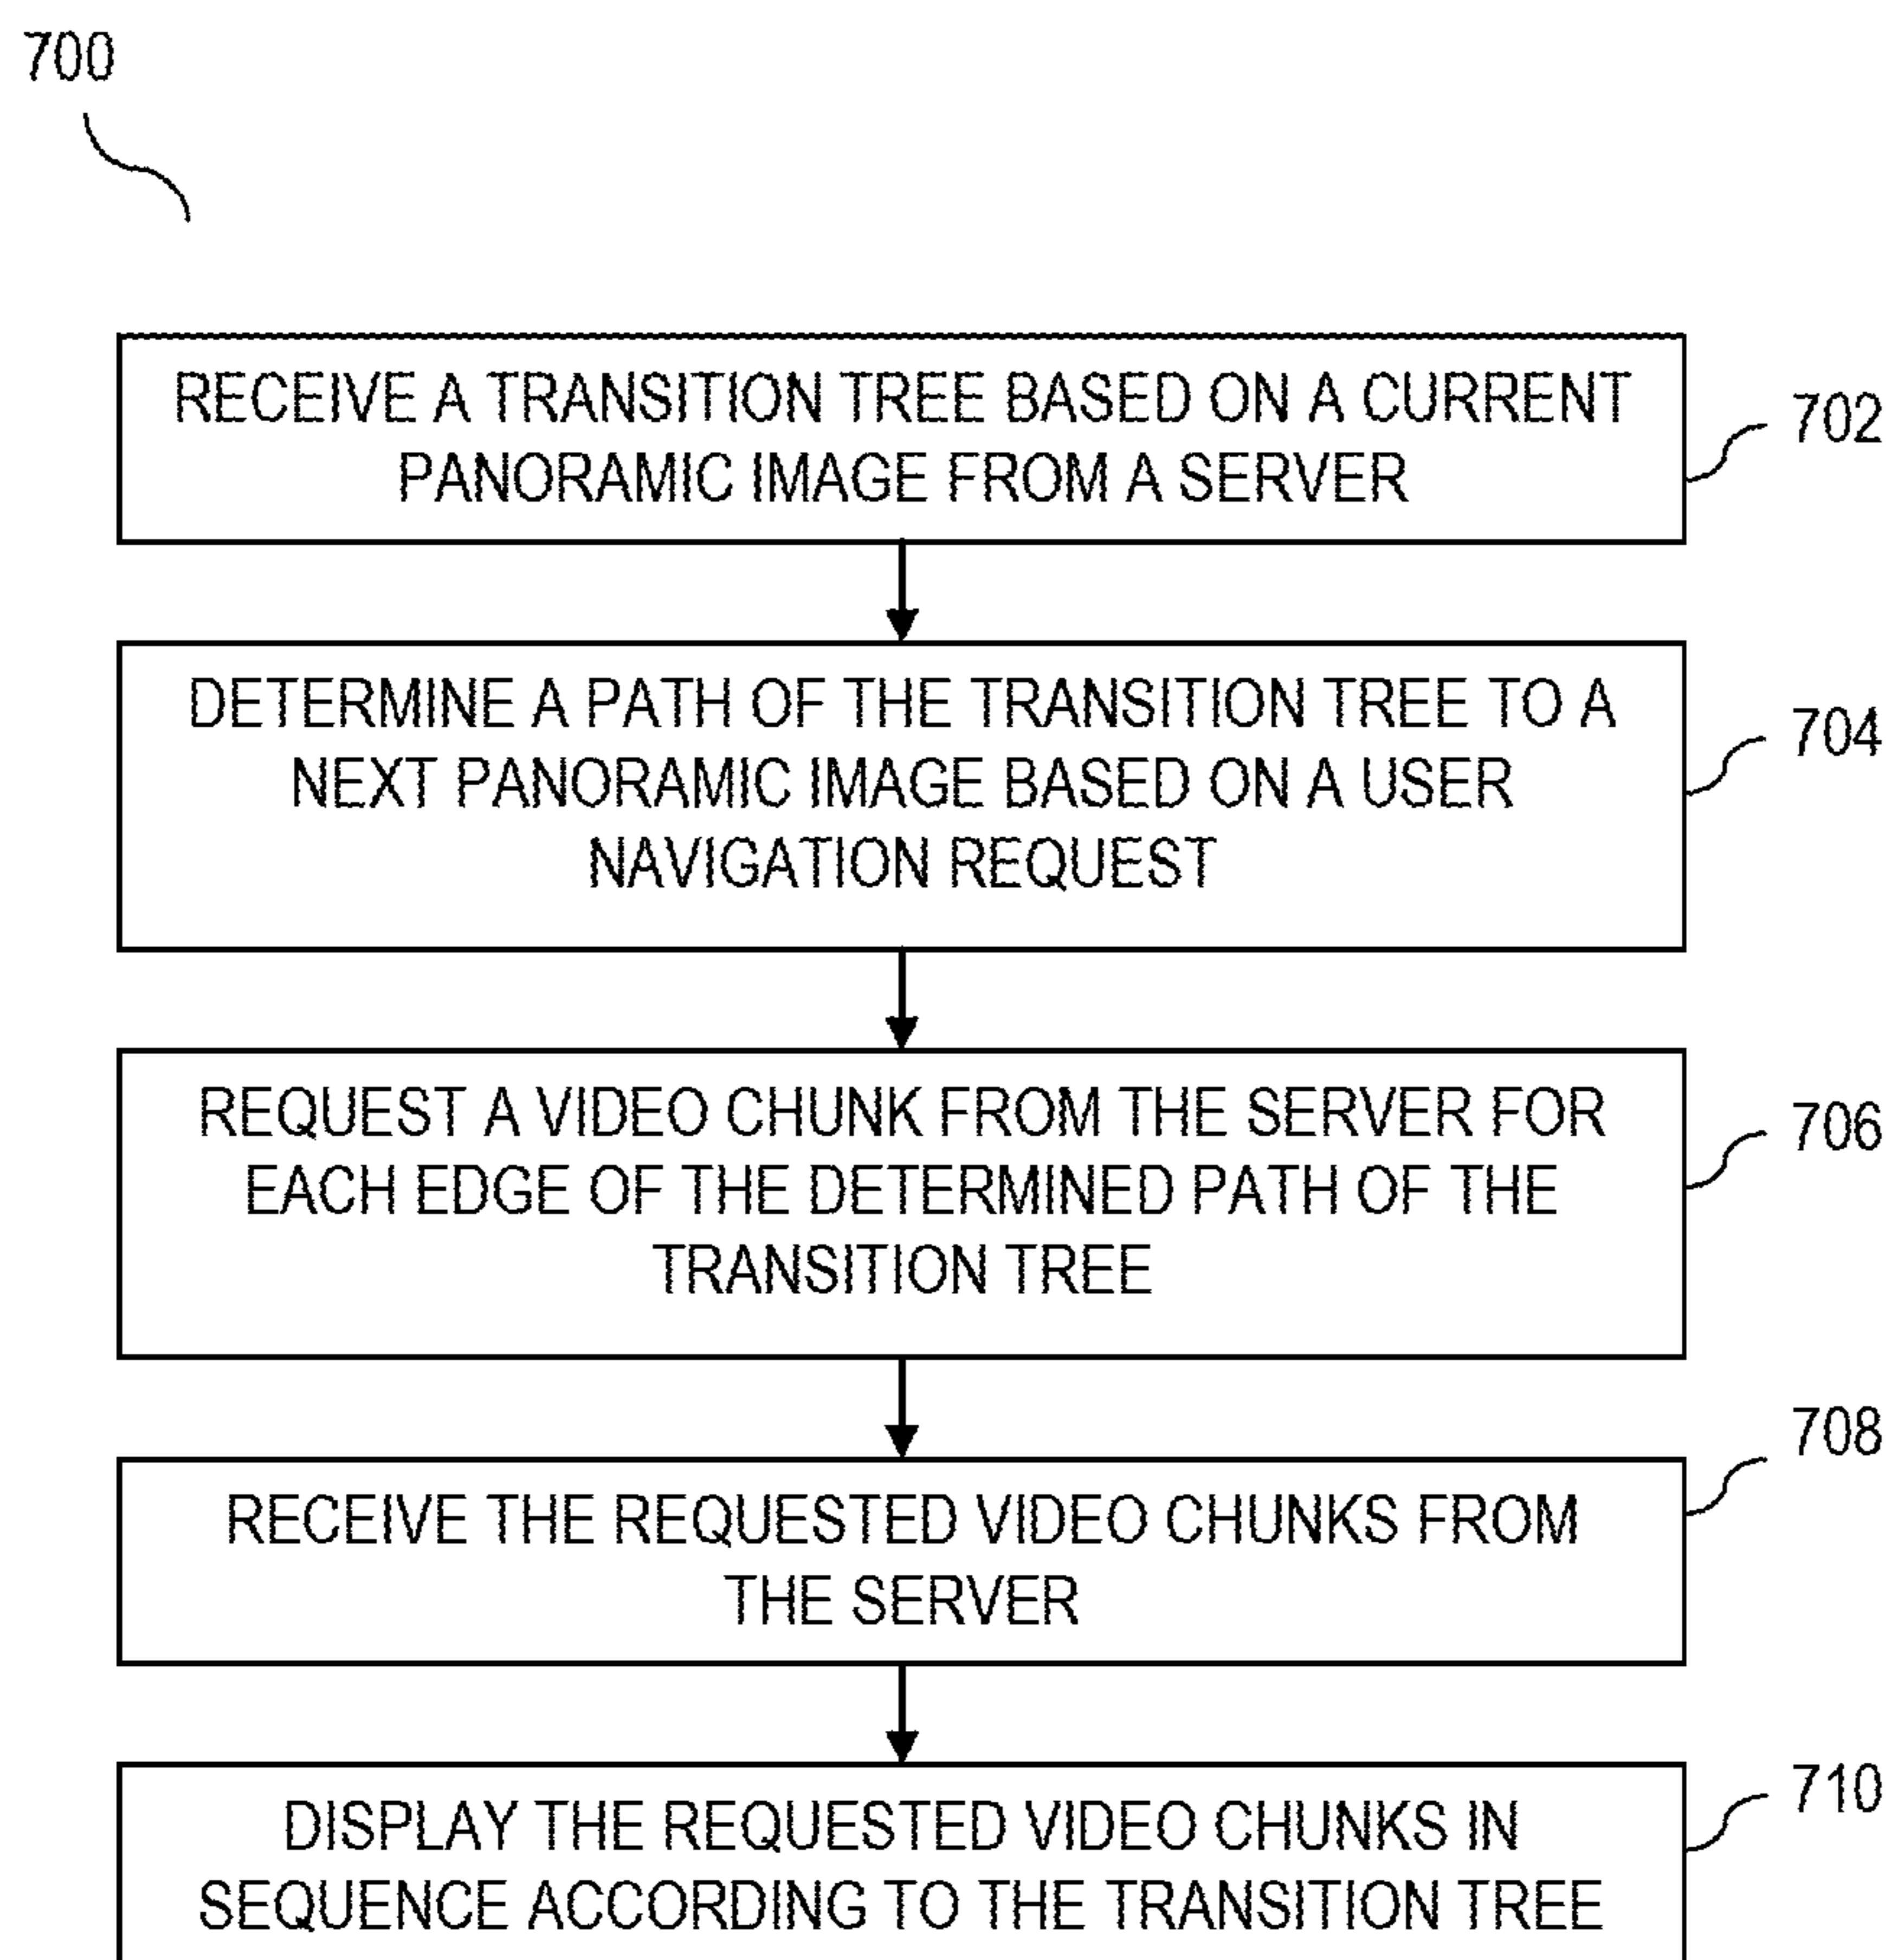 700
RECEIVE A TRANSITION TREE BASED ON A CURRENT
PANORAMIC IMAGE FROM A SERVER
702
DETERMINE A PATH OF THE TRANSITION TREE TO A
NEXT PANORAMIC IMAGE BASED ON A USER
NAVIGATION REQUEST
704
REQUEST A VIDEO CHUNK FROM THE SERVER FOR
EACH EDGE OF THE DETERMINED PATH OF THE
TRANSITION TREE
706
RECEIVE THE REQUESTED VIDEO CHUNKS FROM
THE SERVER
708
DISPLAY THE REQUESTED VIDEO CHUNKS IN
SEQUENCE ACCORDING TO THE TRANSITION TREE
710